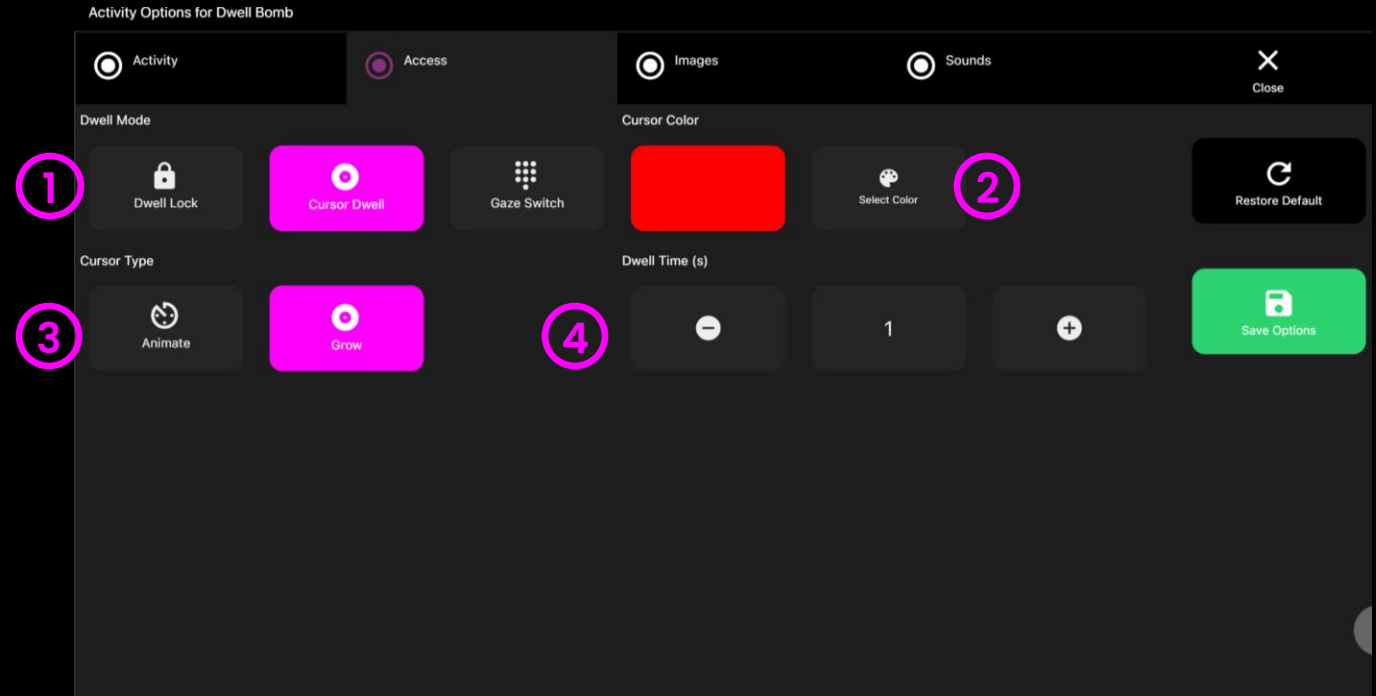 Activity Options for Dwell Bomb
Activity
Access
Images
Sounds
Close
Dwell Mode
Cursor Color
1
Dwell Lock
Cursor Dwell
Gaze Switch
Select Color
2
Restore Default
Cursor Type
Dwell Time (s)
3
Animate
Grow
4
1
Save Options